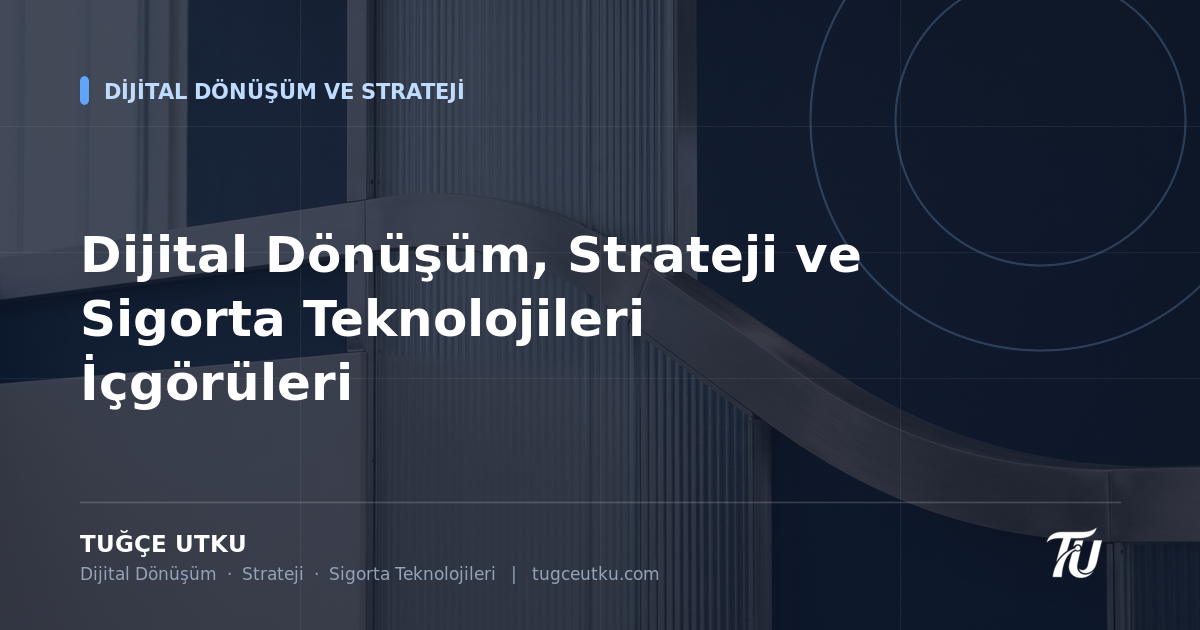 DİJİTAL DÖNÜŞÜM VE STRATEJİ
Dijital Dönüşüm, Strateji ve
Sigorta Teknolojileri
İçgörüleri
TUĞÇE UTKU
Dijital Dönüşüm · Strateji · Sigorta Teknolojileri | tugceutku.com
TU